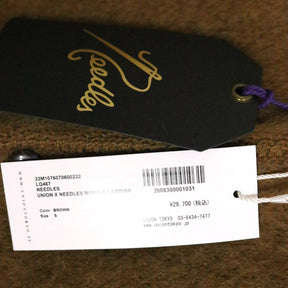 Needles
22M1076070600222
LQ467
NEEDLES
UNION X NEEDLES
Color BROWN
Size S
2008360001031
¥29,700 (税込)
UNION TOKYO 03-6434-7477
www.uniontokyo.jp